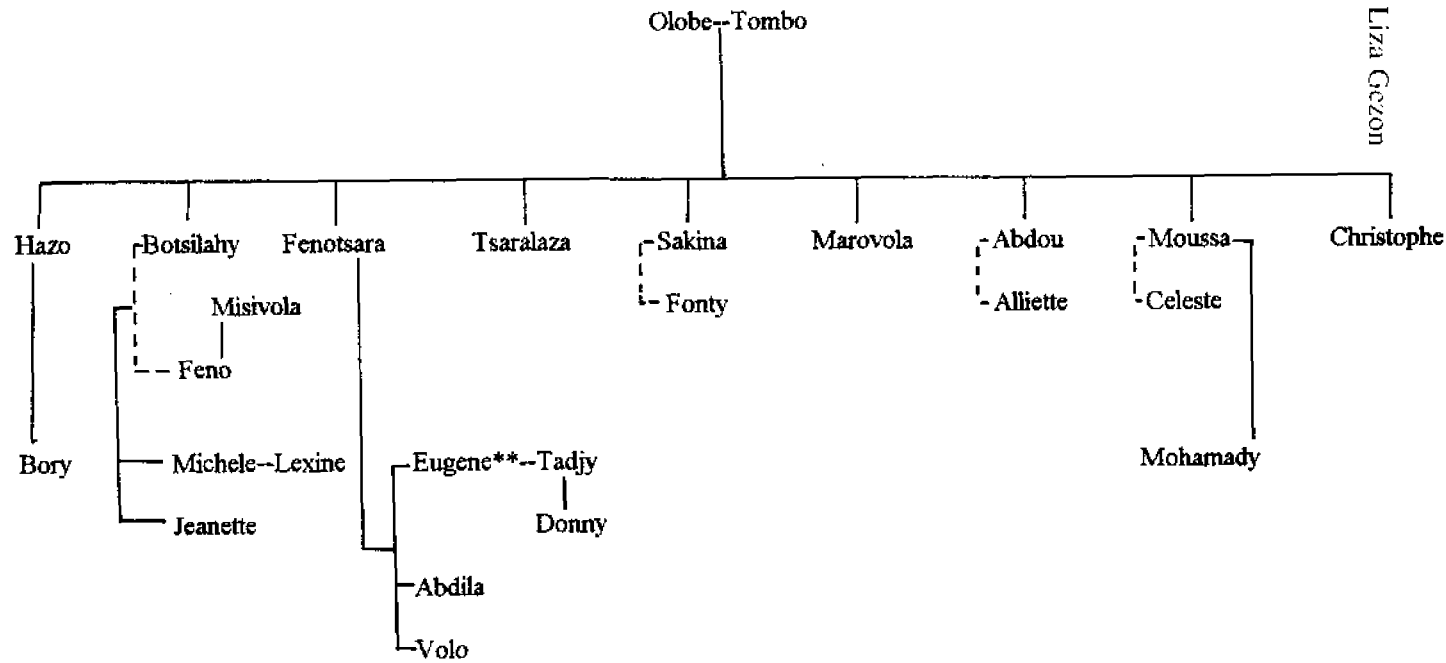 Olobe--Tombo
Liza Gezon
Hazo Botsilahy Fenotsara Tsaralaza Sakina Marovola Abdou Moussa Christophe
Misivola Fonty Alliette Celeste
Feno
Bory Michele--Lexine Eugene**--Tadjy Mohamady
Jeanette Donny
Abdila
Volo